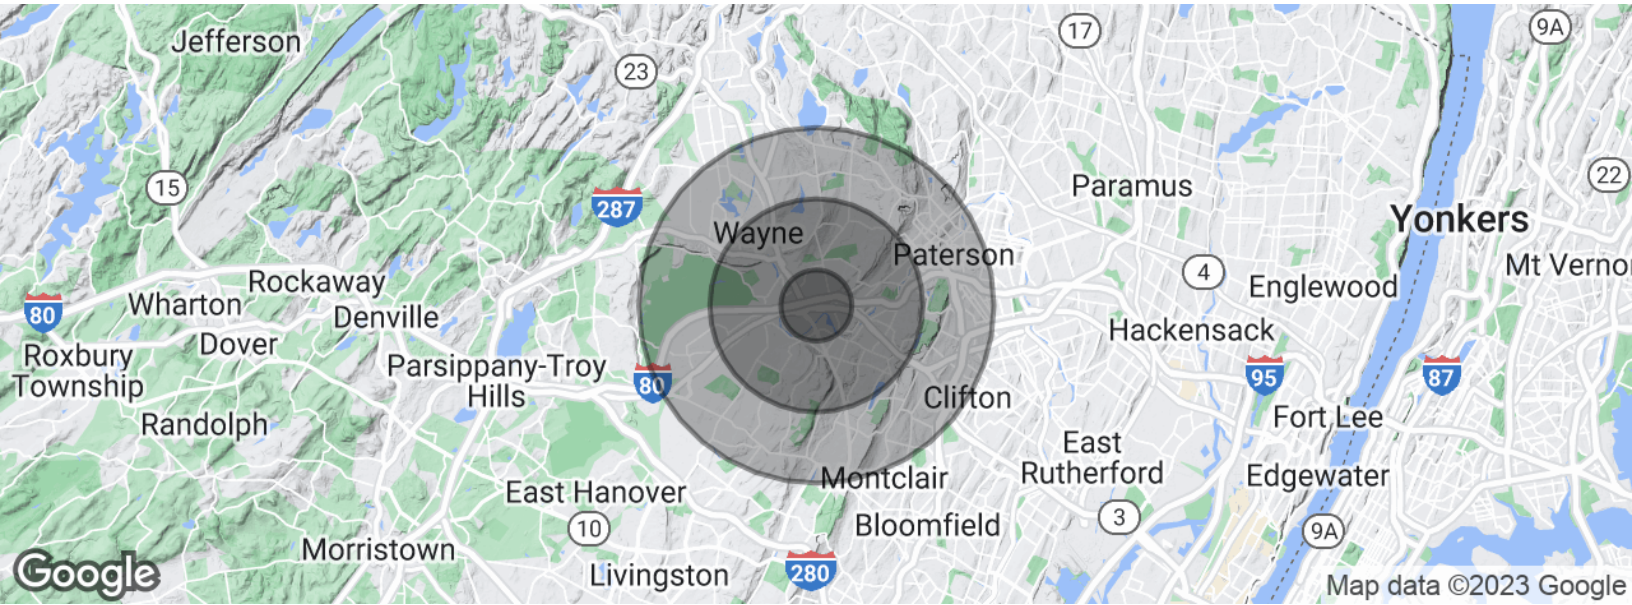 Jefferson
17
9A
23
15
287
Paramus
22
Yonkers
Wayne
Paterson
4
Mt Vernon
Rockaway
Englewood
Wharton
80
Denville
Hackensack
Dover
Roxbury
Township
Parsippany-Troy
Hills
80
95
87
Clifton
Randolph
Fort Lee
East
Rutherford
Montclair
Edgewater
East Hanover
10
3
Bloomfield
9A
Morristown
Google
Livingston
280
Map data ©2023 Google